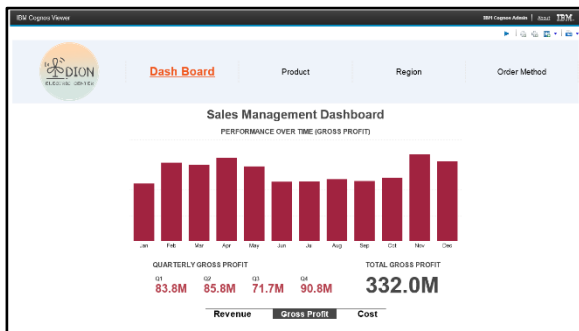 IBM Cognos Viewer
IBM Cognos Admin | About IBM.
DION
ELECTRIC CENTER
Dash Board Product Region Order Method
Sales Management Dashboard
PERFORMANCE OVER TIME (GROSS PROFIT)
Jan Feb Mar Apr May Jun Ju Aug Sep Oct Nov Dec
QUARTERLY GROSS PROFIT TOTAL GROSS PROFIT
Q1 Q2 Q3 Q4
83.8M 85.8M 71.7M 90.8M 332.0M
Revenue Gross Profit Cost